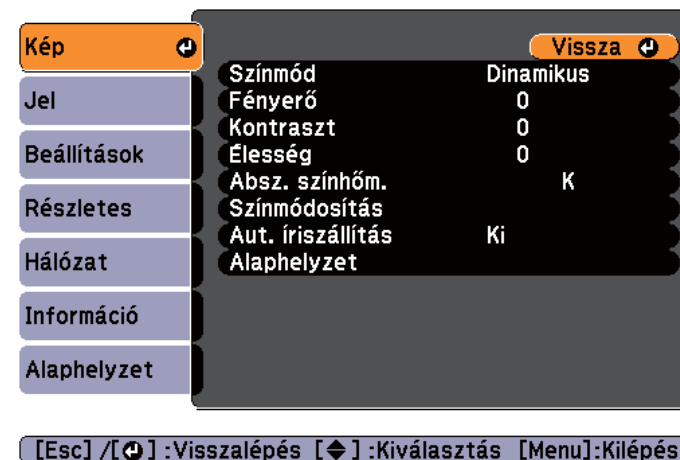 Kép
Vissza
Színmód Dinamikus
Jel
Fényerő 0
Kontraszt 0
Beállítások
Élesség 0
Absz. színhőm. K
Részletes
Színmódosítás
Aut. íriszállítás Ki
Hálózat
Alaphelyzet
Információ
Alaphelyzet
[Esc] /[ ] :Visszalépés [ ] :Kiválasztás [Menu]:Kilépés